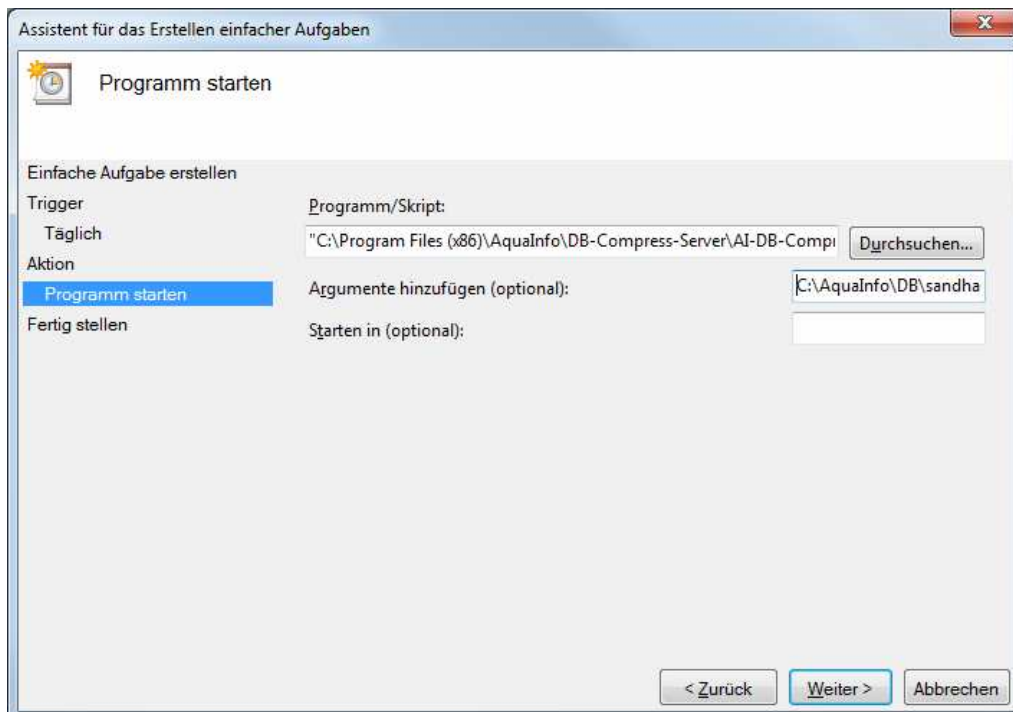 Assistent für das Erstellen einfacher Aufgaben
Programm starten
Einfache Aufgabe erstellen
Trigger
Täglich
Aktion
Programm starten
Fertig stellen
Programm/Skript:
"C:\Program Files (x86)\AquaInfo\DB-Compress-Server\AI-DB-Compr
Durchsuchen...
Argumente hinzufügen (optional):
C:\AquaInfo\DB\sandha
Starten in (optional):
< Zurück
Weiter >
Abbrechen